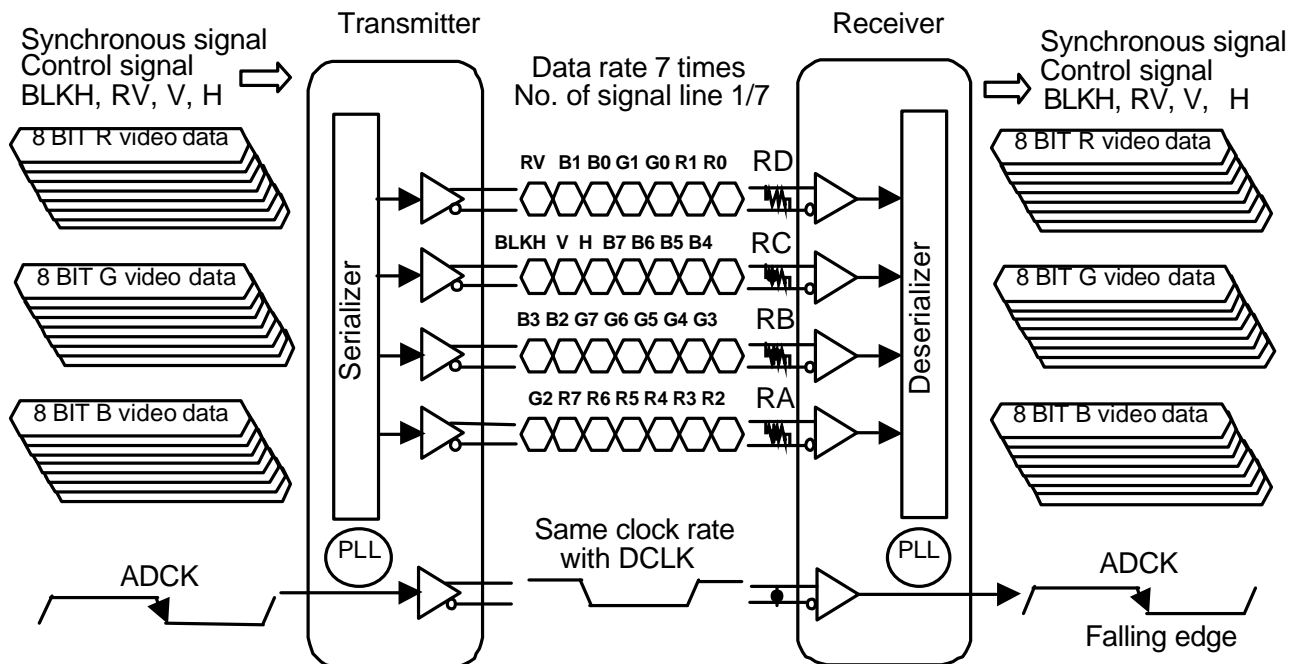 Transmitter
Receiver
Synchronous signal
Control signal
BLKH, RV, V, H
Data rate 7 times
No. of signal line 1/7
Synchronous signal
Control signal
BLKH, RV, V, H
8 BIT R video data
8 BIT G video data
8 BIT B video data
Serializer
RV B1 B0 G1 G0 R1 R0
RD
BLKH V H B7 B6 B5 B4
RC
B3 B2 G7 G6 G5 G4 G3
RB
G2 R7 R6 R5 R4 R3 R2
RA
Deserializer
8 BIT R video data
8 BIT G video data
8 BIT B video data
ADCK
PLL
Same clock rate
with DCLK
PLL
ADCK
Falling edge